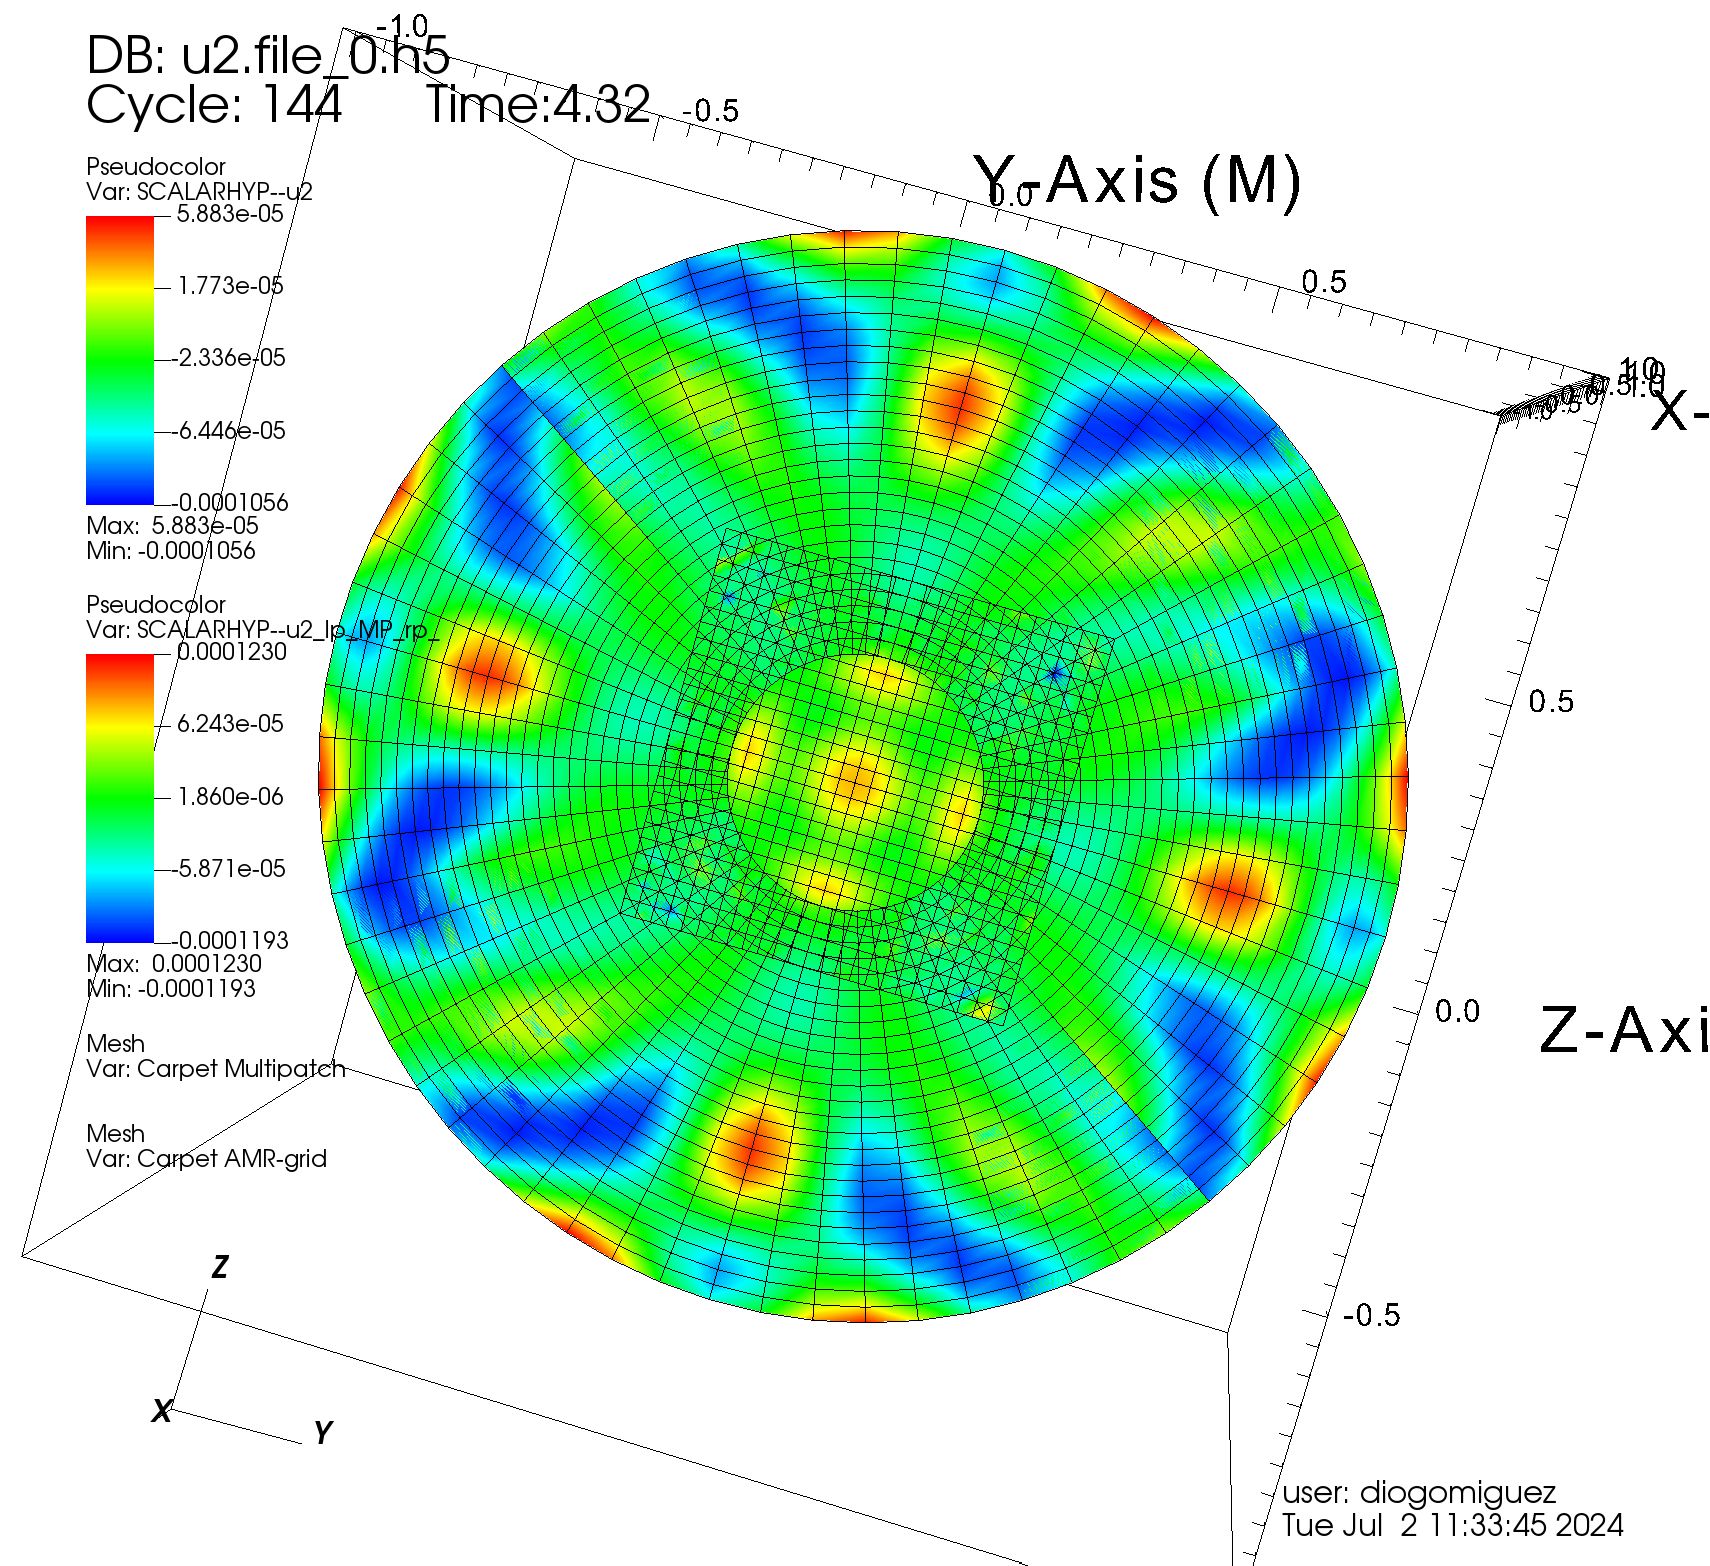 DB: u2.file_0.h5
Cycle: 144 Time:4.32
Pseudocolor
Var: SCALARHYP--u2
5.883e-05
1.773e-05
-2.336e-05
-6.446e-05
-0.0001056
Max: 5.883e-05
Min: -0.0001056
Pseudocolor
Var: SCALARHYP--u2_lp_MP_rp_
0.0001230
6.243e-05
1.860e-06
-5.871e-05
-0.0001193
Max: 0.0001230
Min: -0.0001193
Mesh
Var: Carpet Multipatch
Mesh
Var: Carpet AMR-grid
-1.0
-0.5
Y-Axis (M)
0.0
0.5
1.0
X-
0.5
0.0
Z-Axi
-0.5
Z
X
Y
user: diogomiguez
Tue Jul 2 11:33:45 2024